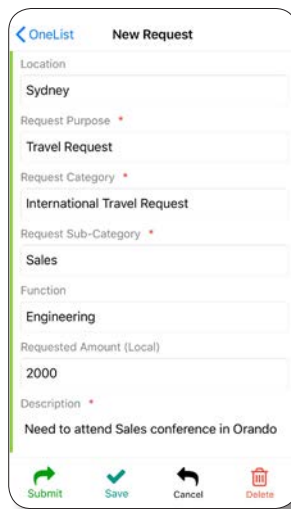 OneList New Request
Location
Sydney
Request Purpose *
Travel Request
Request Category *
International Travel Request
Request Sub-Category *
Sales
Function
Engineering
Requested Amount (Local)
2000
Description *
Need to attend Sales conference in Orando
Submit Save Cancel Delete